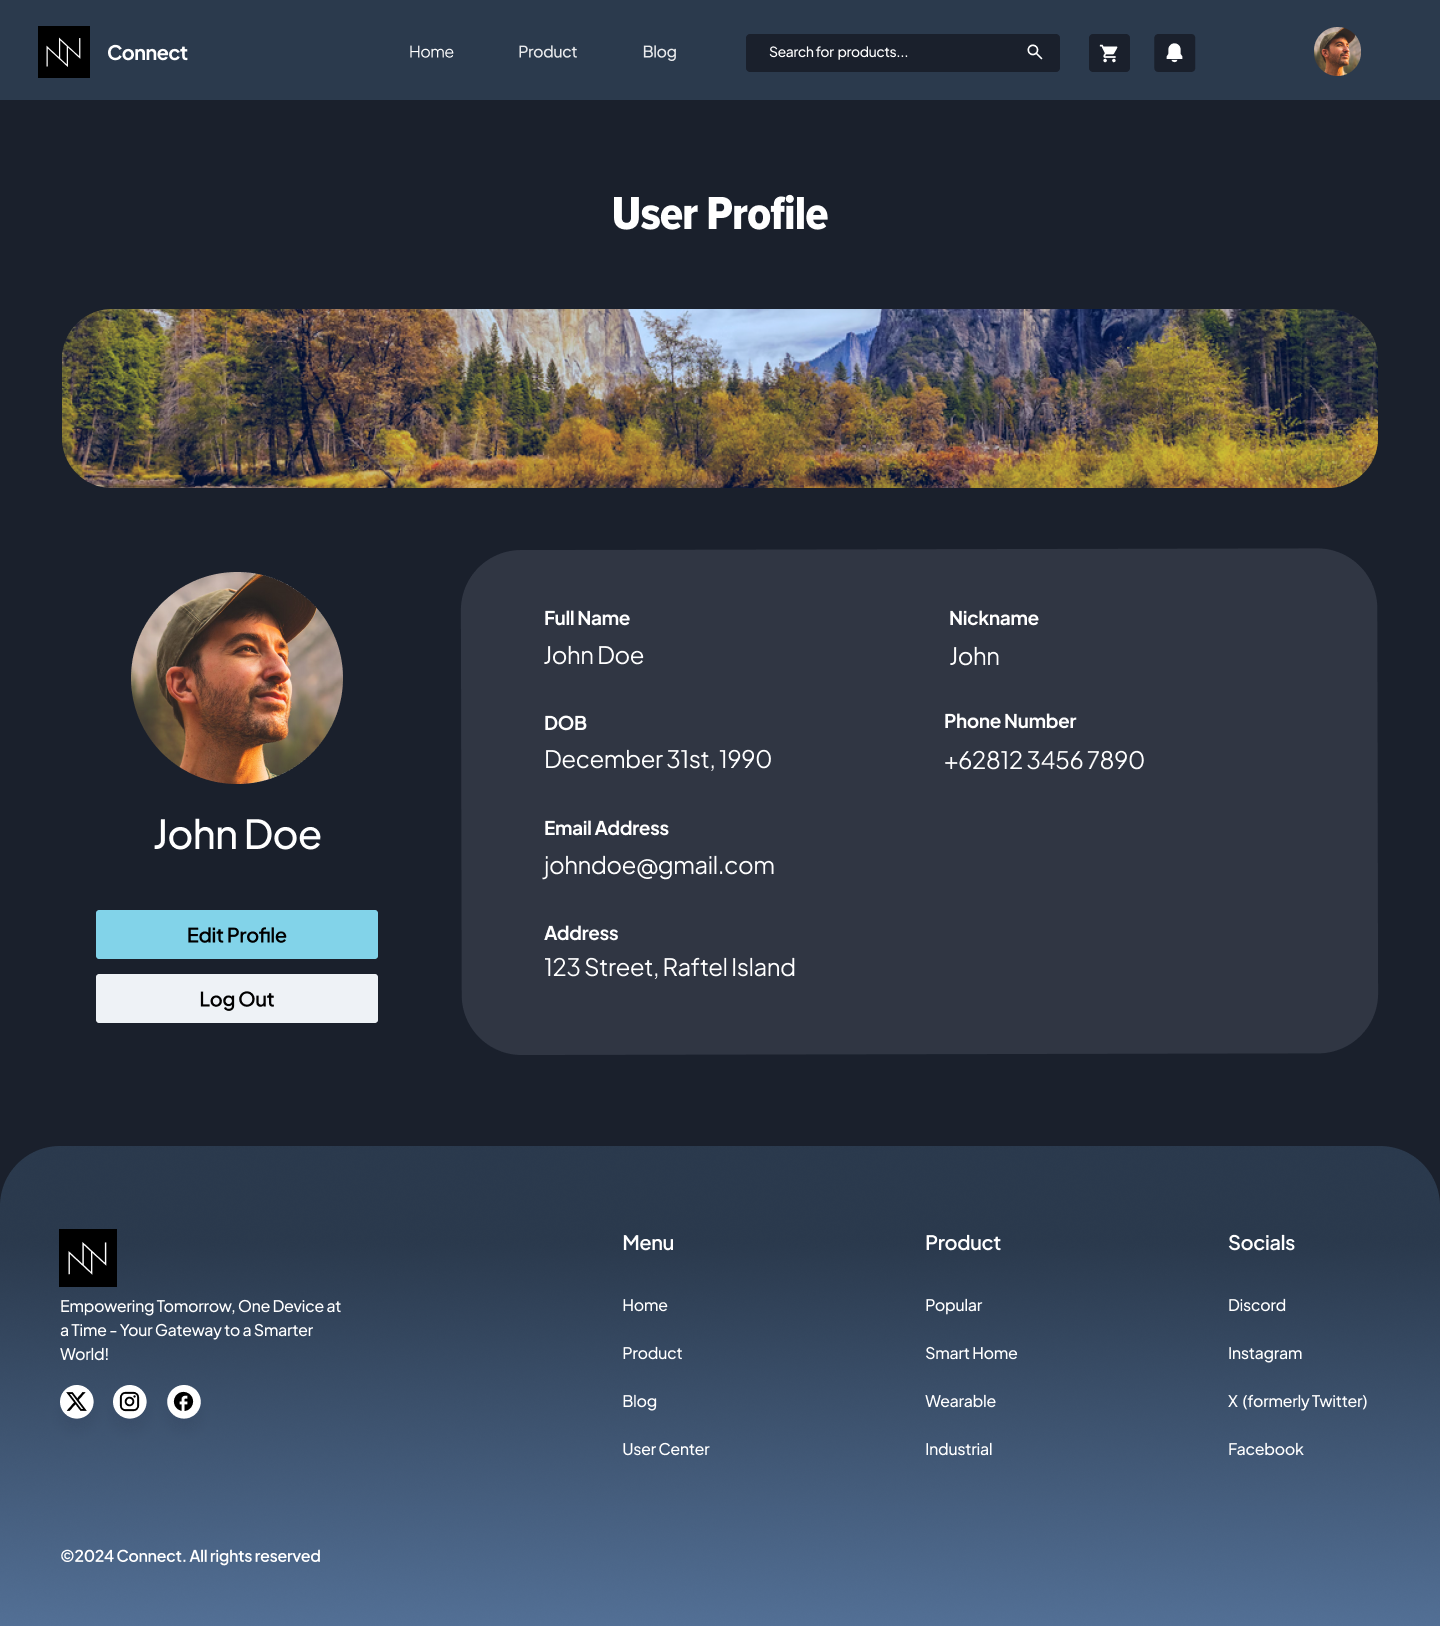 Connect
Home
Product
Blog
Search for products...
User Profile
Full Name
John Doe
Nickname
John
DOB
December 31st, 1990
Phone Number
+62812 3456 7890
Email Address
johndoe@gmail.com
Address
123 Street, Raftel Island
John Doe
Edit Profile
Log Out
Empowering Tomorrow, One Device at
a Time - Your Gateway to a Smarter
World!
Menu
Home
Product
Blog
User Center
Product
Popular
Smart Home
Wearable
Industrial
Socials
Discord
Instagram
X (formerly Twitter)
Facebook
©2024 Connect. All rights reserved